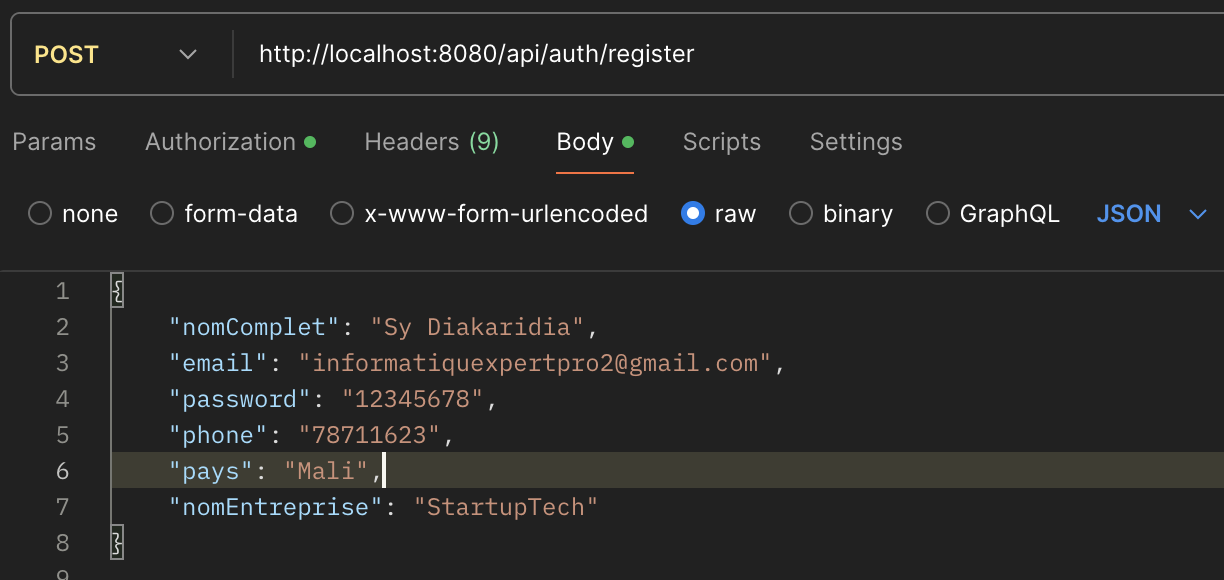 POST http://localhost:8080/api/auth/register
Params Authorization Headers (9) Body Scripts Settings
none form-data x-www-form-urlencoded raw binary GraphQL JSON
1 {
2 "nomComplet": "Sy Diakaridia",
3 "email": "informatiquexpertpro2@gmail.com",
4 "password": "12345678",
5 "phone": "78711623",
6 "pays": "Mali",
7 "nomEntreprise": "StartupTech"
8 }
9